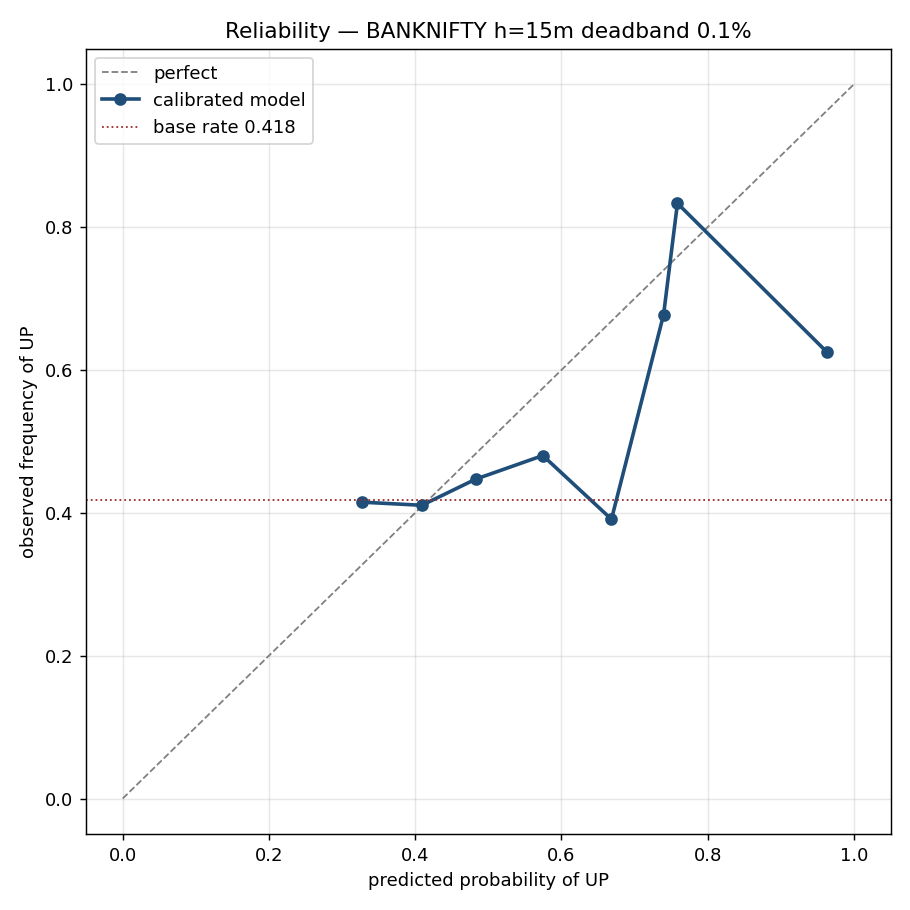 Reliability — BANKNIFTY h=15m deadband 0.1%
perfect
calibrated model
base rate 0.418
1.0
0.8
0.6
0.4
0.2
0.0
observed frequency of UP
0.0 0.2 0.4 0.6 0.8 1.0
predicted probability of UP